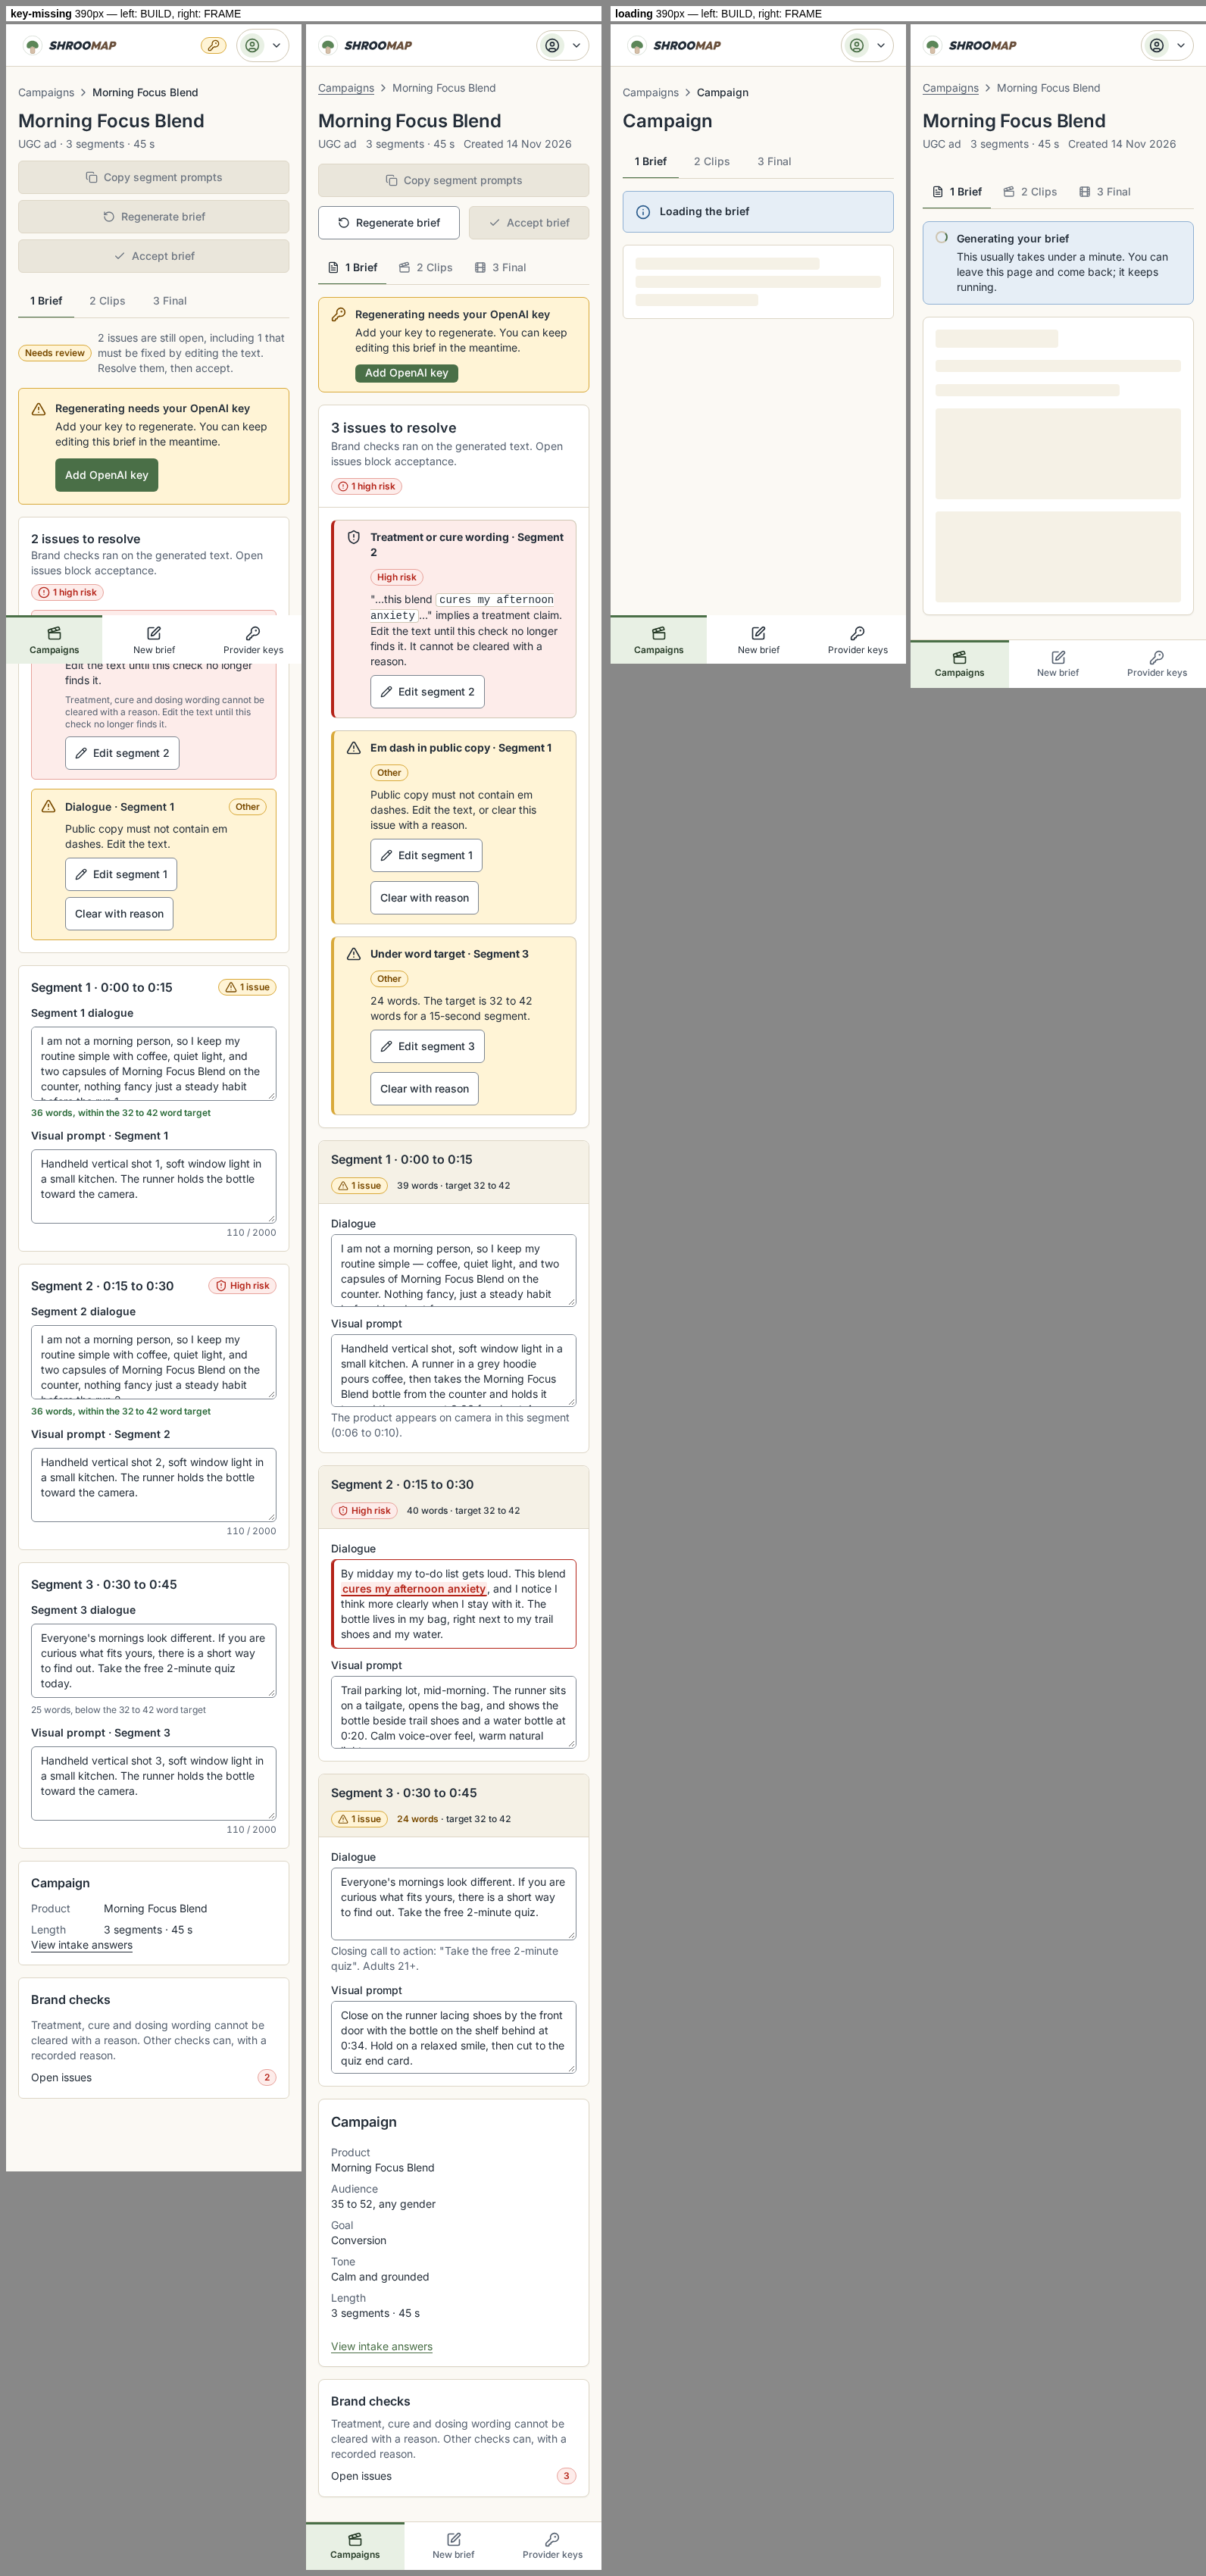 key-missing 390px — left: BUILD, right: FRAME
SHROOMAP
Campaigns > Morning Focus Blend
Morning Focus Blend
UGC ad · 3 segments · 45 s
Copy segment prompts
Regenerate brief
Accept brief
1 Brief
2 Clips
3 Final
Needs review
2 issues are still open, including 1 that
must be fixed by editing the text.
Resolve them, then accept.
Regenerating needs your OpenAI key
Add your key to regenerate. You can keep
editing this brief in the meantime.
Add OpenAI key
2 issues to resolve
Brand checks ran on the generated text. Open
issues block acceptance.
1 high risk
Campaigns
New brief
Provider keys
Edit the text until this check no longer
finds it.
Treatment, cure and dosing wording cannot be
cleared with a reason. Edit the text until this
check no longer finds it.
Edit segment 2
Dialogue · Segment 1
Other
Public copy must not contain em
dashes. Edit the text.
Edit segment 1
Clear with reason
Segment 1 · 0:00 to 0:15
1 issue
Segment 1 dialogue
I am not a morning person, so I keep my
routine simple with coffee, quiet light, and
two capsules of Morning Focus Blend on the
counter, nothing fancy just a steady habit
before the run 1
36 words, within the 32 to 42 word target
Visual prompt · Segment 1
Handheld vertical shot 1, soft window light in
a small kitchen. The runner holds the bottle
toward the camera.
110 / 2000
Segment 2 · 0:15 to 0:30
High risk
Segment 2 dialogue
I am not a morning person, so I keep my
routine simple with coffee, quiet light, and
two capsules of Morning Focus Blend on the
counter, nothing fancy just a steady habit
before the run 2
36 words, within the 32 to 42 word target
Visual prompt · Segment 2
Handheld vertical shot 2, soft window light in
a small kitchen. The runner holds the bottle
toward the camera.
110 / 2000
Segment 3 · 0:30 to 0:45
Segment 3 dialogue
Everyone's mornings look different. If you are
curious what fits yours, there is a short way
to find out. Take the free 2-minute quiz
today.
25 words, below the 32 to 42 word target
Visual prompt · Segment 3
Handheld vertical shot 3, soft window light in
a small kitchen. The runner holds the bottle
toward the camera.
110 / 2000
Campaign
Product Morning Focus Blend
Length 3 segments · 45 s
View intake answers
Brand checks
Treatment, cure and dosing wording cannot be
cleared with a reason. Other checks can, with a
recorded reason.
Open issues 2
SHROOMAP
Campaigns > Morning Focus Blend
Morning Focus Blend
UGC ad 3 segments · 45 s Created 14 Nov 2026
Copy segment prompts
Regenerate brief
Accept brief
1 Brief
2 Clips
3 Final
Regenerating needs your OpenAI key
Add your key to regenerate. You can keep
editing this brief in the meantime.
Add OpenAI key
3 issues to resolve
Brand checks ran on the generated text. Open
issues block acceptance.
1 high risk
Treatment or cure wording · Segment
2
High risk
"...this blend cures my afternoon
anxiety..." implies a treatment claim.
Edit the text until this check no longer
finds it. It cannot be cleared with a
reason.
Edit segment 2
Em dash in public copy · Segment 1
Other
Public copy must not contain em
dashes. Edit the text, or clear this
issue with a reason.
Edit segment 1
Clear with reason
Under word target · Segment 3
Other
24 words. The target is 32 to 42
words for a 15-second segment.
Edit segment 3
Clear with reason
Segment 1 · 0:00 to 0:15
1 issue
39 words · target 32 to 42
Dialogue
I am not a morning person, so I keep my
routine simple — coffee, quiet light, and two
capsules of Morning Focus Blend on the
counter. Nothing fancy, just a steady habit
Visual prompt
Handheld vertical shot, soft window light in a
small kitchen. A runner in a grey hoodie
pours coffee, then takes the Morning Focus
Blend bottle from the counter and holds it
The product appears on camera in this segment
(0:06 to 0:10).
Segment 2 · 0:15 to 0:30
High risk
40 words · target 32 to 42
Dialogue
By midday my to-do list gets loud. This blend
cures my afternoon anxiety, and I notice I
think more clearly when I stay with it. The
bottle lives in my bag, right next to my trail
shoes and my water.
Visual prompt
Trail parking lot, mid-morning. The runner sits
on a tailgate, opens the bag, and shows the
bottle beside trail shoes and a water bottle at
0:20. Calm voice-over feel, warm natural
Segment 3 · 0:30 to 0:45
1 issue
24 words · target 32 to 42
Dialogue
Everyone's mornings look different. If you are
curious what fits yours, there is a short way
to find out. Take the free 2-minute quiz.
Closing call to action: "Take the free 2-minute
quiz". Adults 21+.
Visual prompt
Close on the runner lacing shoes by the front
door with the bottle on the shelf behind at
0:34. Hold on a relaxed smile, then cut to the
quiz end card.
Campaign
Product
Morning Focus Blend
Audience
35 to 52, any gender
Goal
Conversion
Tone
Calm and grounded
Length
3 segments · 45 s
View intake answers
Brand checks
Treatment, cure and dosing wording cannot be
cleared with a reason. Other checks can, with a
recorded reason.
Open issues 3
Campaigns
New brief
Provider keys
loading 390px — left: BUILD, right: FRAME
SHROOMAP
Campaigns > Campaign
Campaign
1 Brief
2 Clips
3 Final
Loading the brief
Campaigns
New brief
Provider keys
SHROOMAP
Campaigns > Morning Focus Blend
Morning Focus Blend
UGC ad 3 segments · 45 s Created 14 Nov 2026
1 Brief
2 Clips
3 Final
Generating your brief
This usually takes under a minute. You can
leave this page and come back; it keeps
running.
Campaigns
New brief
Provider keys